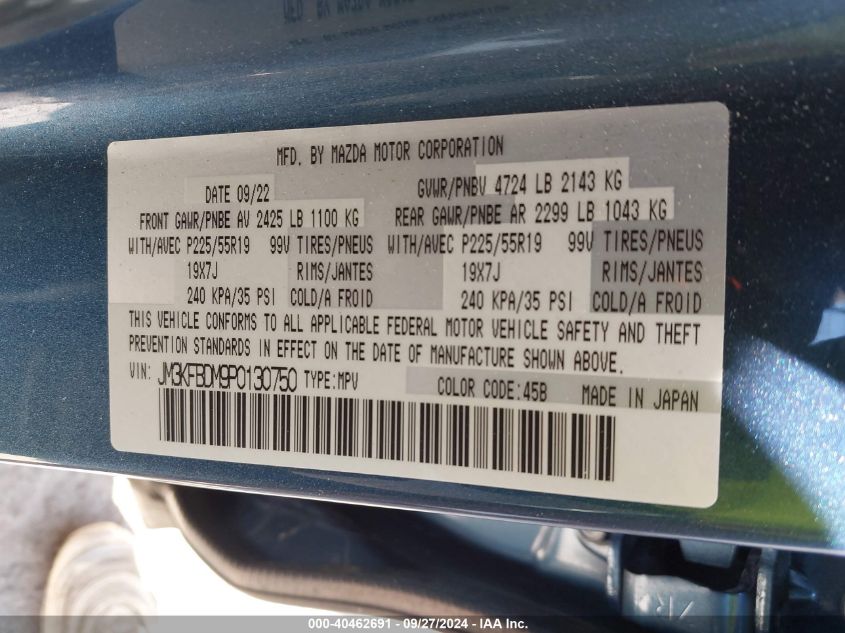 MFD. BY MAZDA MOTOR CORPORATION
DATE 09/22 GVWR/PNBV 4724 LB 2143 KG
FRONT GAWR/PNBE AV 2425 LB 1100 KG REAR GAWR/PNBE AR 2299 LB 1043 KG
WITH/AVEC P225/55R19 99V TIRES/PNEUS WITH/AVEC P225/55R19 99V TIRES/PNEUS
19X7J RIMS/JANTES 19X7J RIMS/JANTES
240 KPA/35 PSI COLD/A FROID 240 KPA/35 PSI COLD/A FROID
THIS VEHICLE CONFORMS TO ALL APPLICABLE FEDERAL MOTOR VEHICLE SAFETY AND THEFT
PREVENTION STANDARDS IN EFFECT ON THE DATE OF MANUFACTURE SHOWN ABOVE.
VIN: JM3KFBDM9P0130750 TYPE:MPV COLOR CODE:45B MADE IN JAPAN
000-40462691 - 09/27/2024 - IAAI.COM